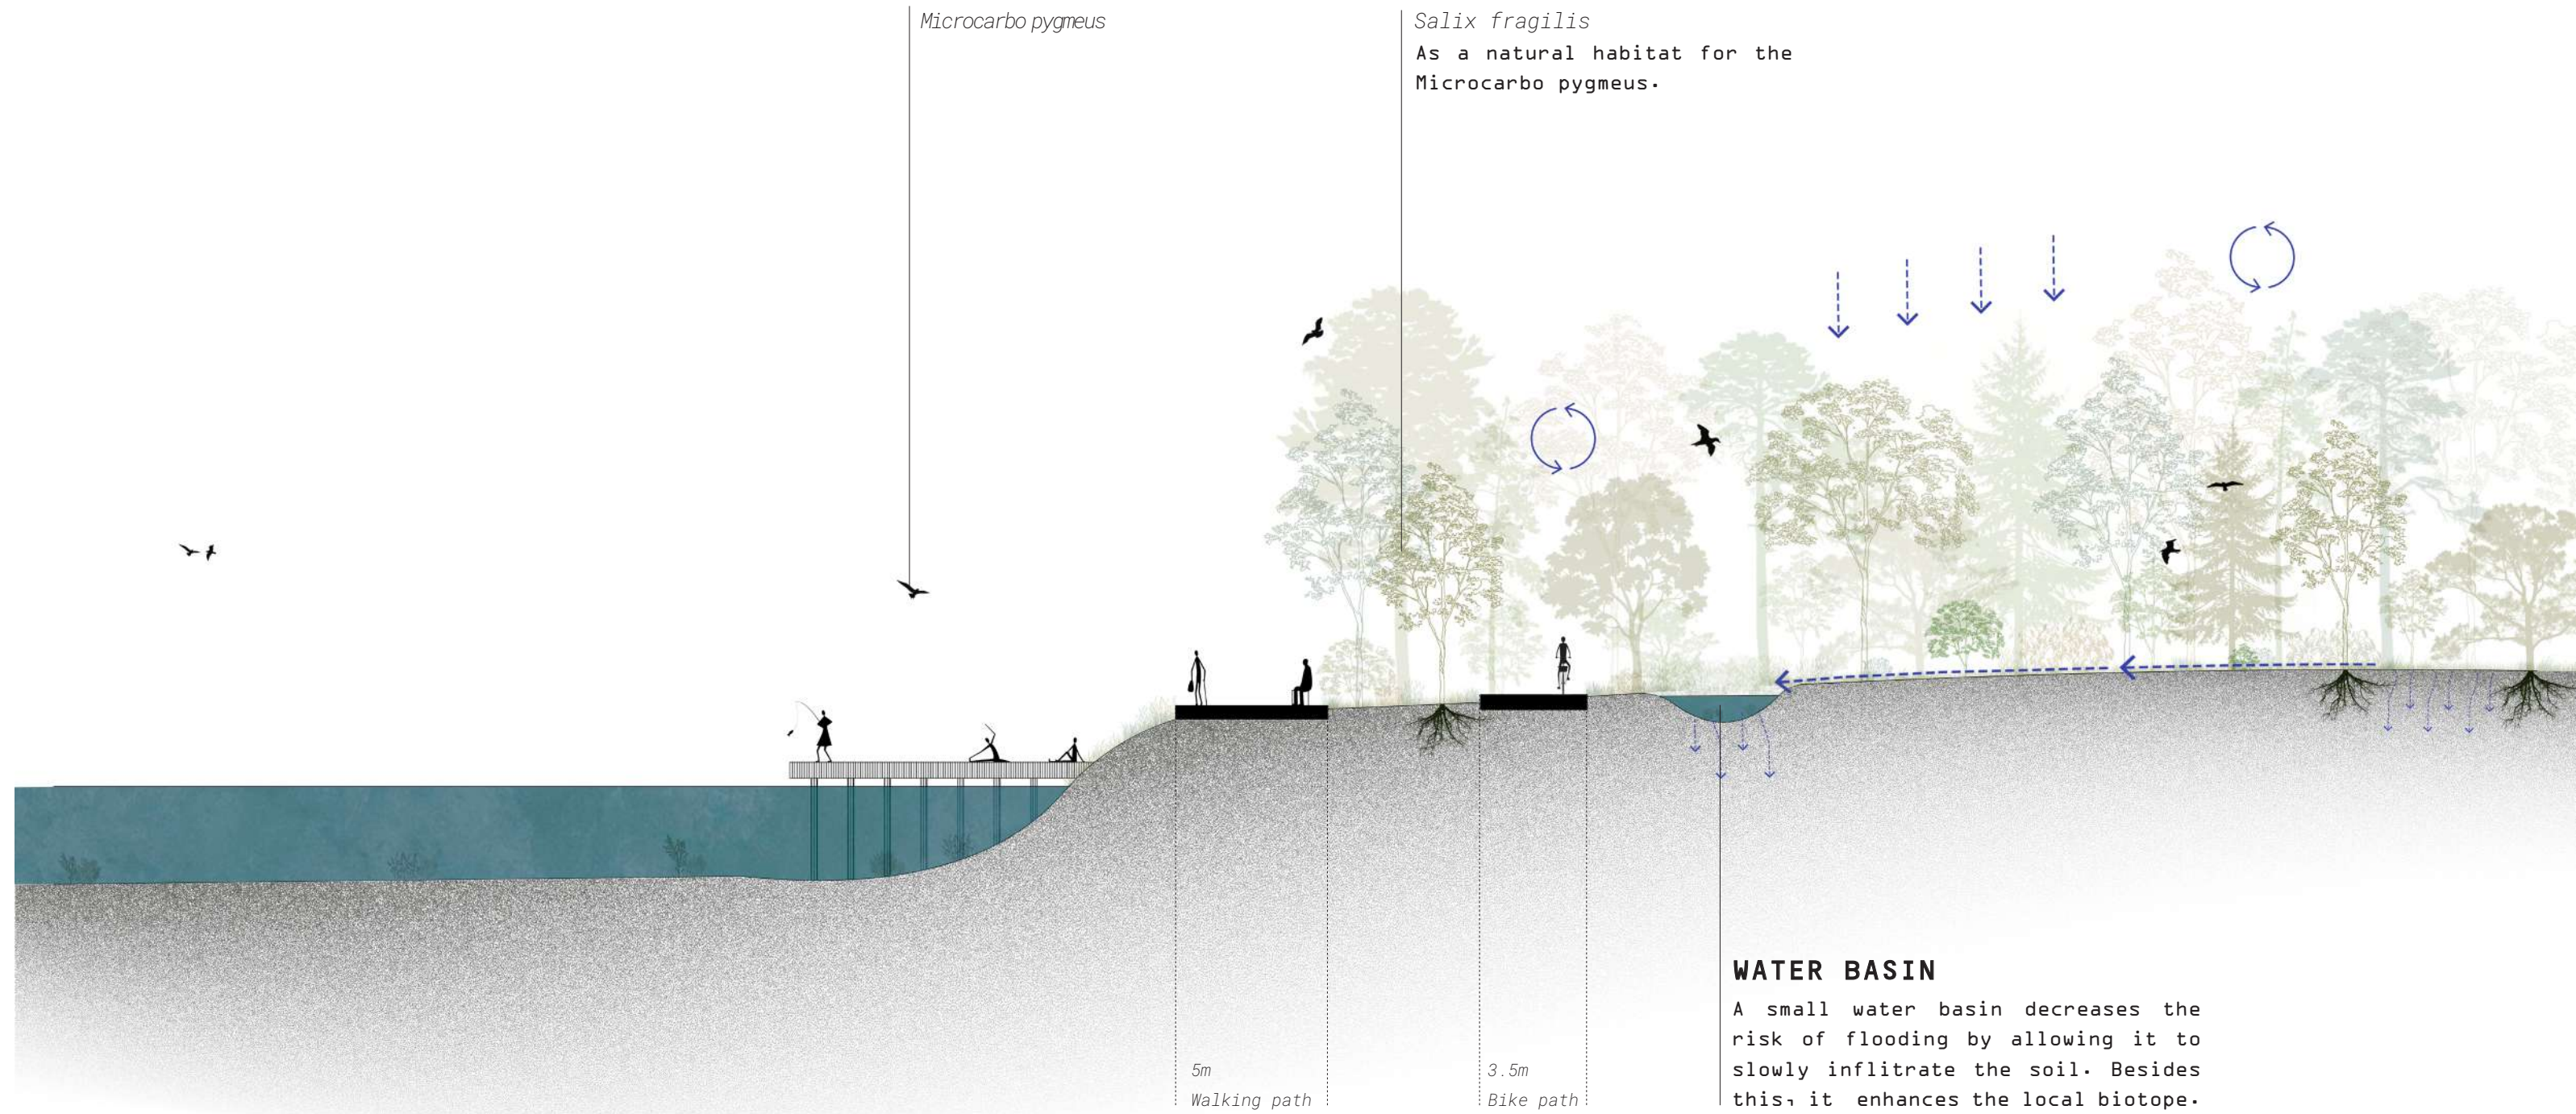 Microcarbo pygmeus
Salix fragilis
As a natural habitat for the
Microcarbo pygmeus.
5m
Walking path
3.5m
Bike path
WATER BASIN
A small water basin decreases the
risk of flooding by allowing it to
slowly inflitrate the soil. Besides
this, it enhances the local biotope.